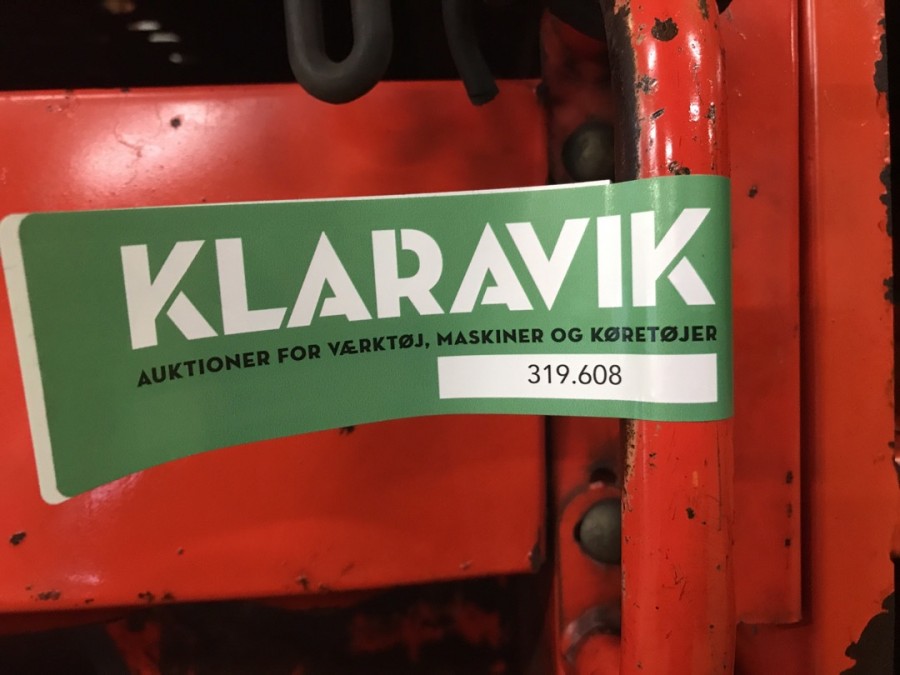 KLARAVIK
AUKTIONER FOR VÆRKTØJ, MASKINER OG KØRETØJER
319.608